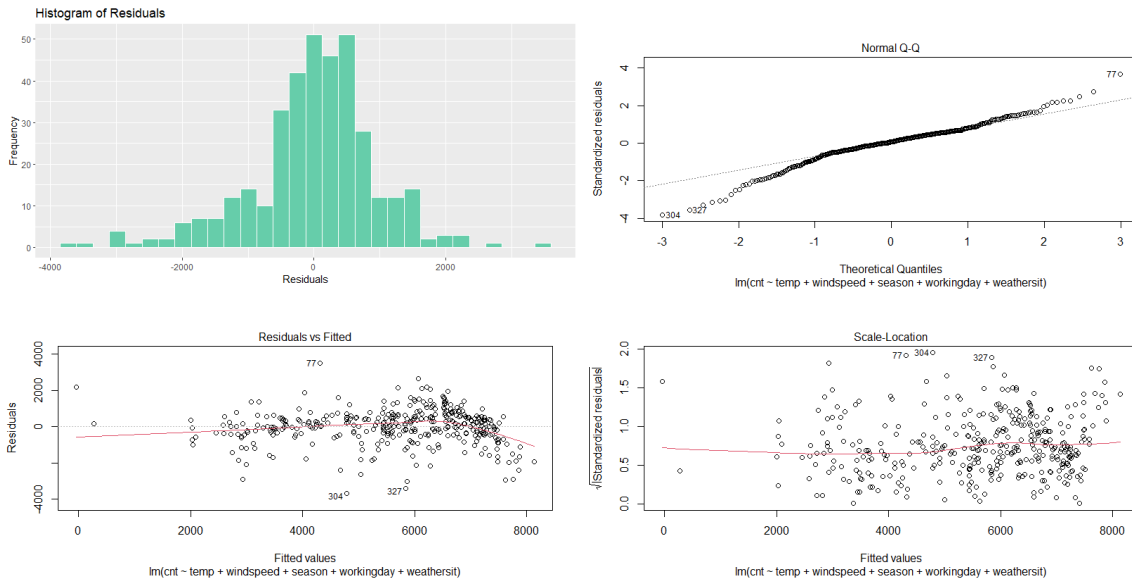 Histogram of Residuals
50
40
30
20
10
0
Frequency
-4000 -2000 0 2000
Residuals
Normal Q-Q
4
2
0
-2
-4
Standardized residuals
77
304
327
-3 -2 -1 0 1 2 3
Theoretical Quantiles
lm(cnt ~ temp + windspeed + season + workingday + weathersit)
Residuals vs Fitted
4000
2000
0
-4000
Residuals
77
304
327
0 2000 4000 6000 8000
Fitted values
lm(cnt ~ temp + windspeed + season + workingday + weathersit)
Scale-Location
2.0
1.5
1.0
0.5
0.0
√|Standardized residuals|
77
304
327
0 2000 4000 6000 8000
Fitted values
lm(cnt ~ temp + windspeed + season + workingday + weathersit)